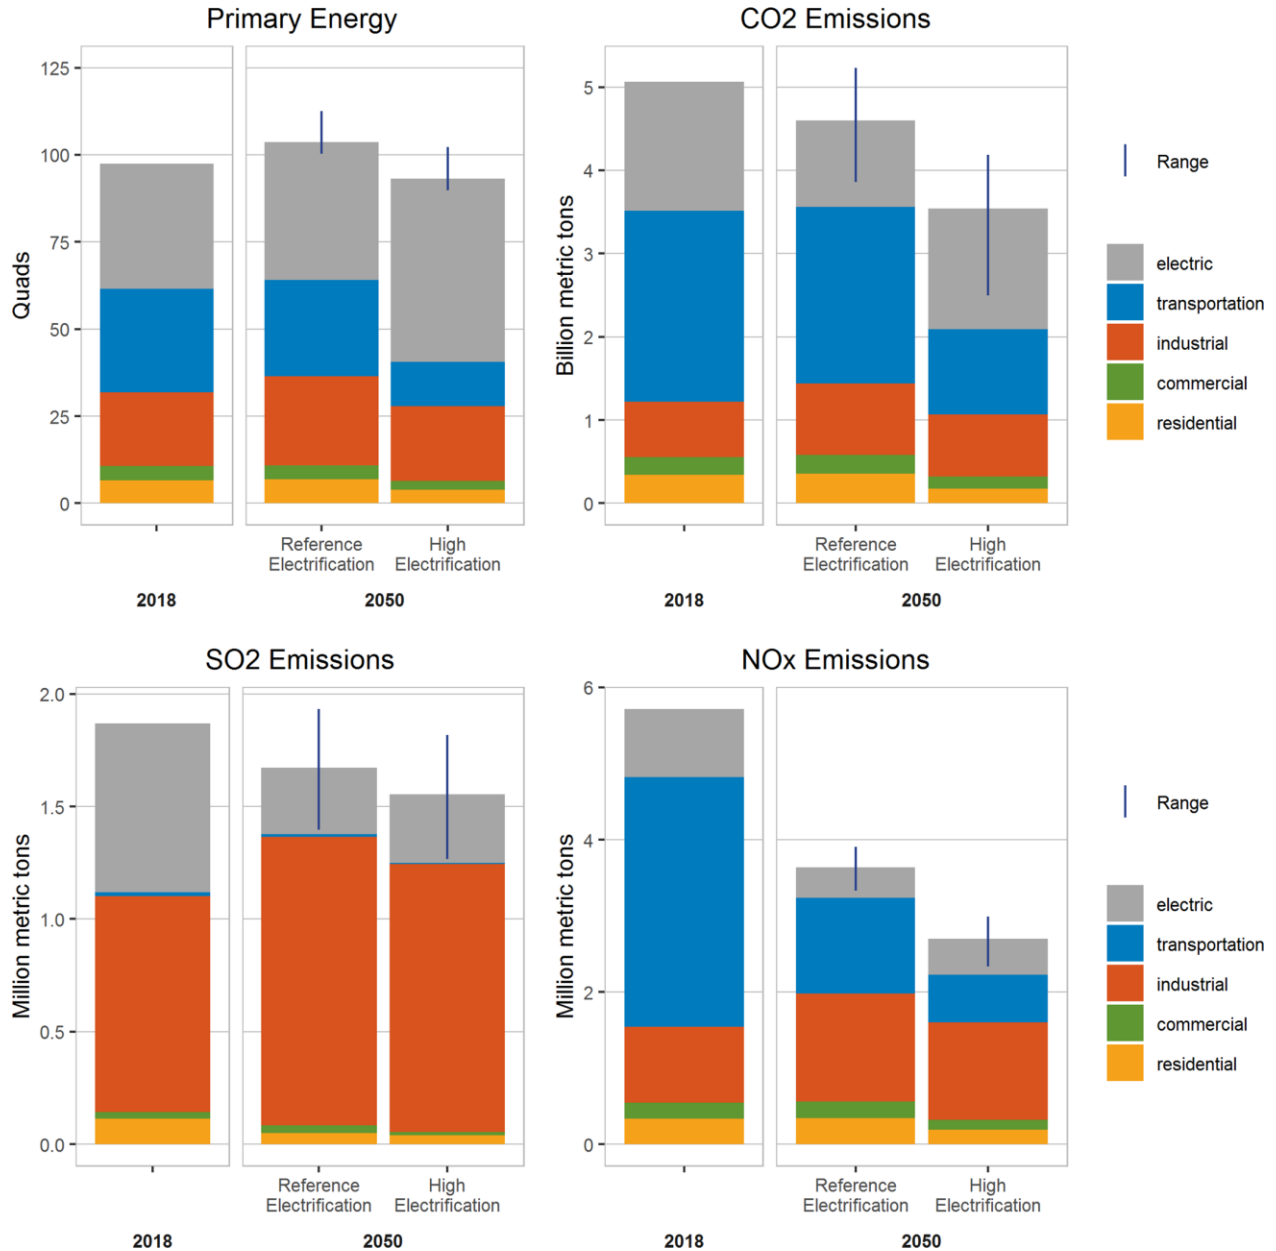 Primary Energy
CO2 Emissions
Quads
125
100
75
50
25
0
Reference
Electrification
High
Electrification
2018
2050
Billion metric tons
5
4
3
2
1
0
Reference
Electrification
High
Electrification
2018
2050
Range
electric
transportation
industrial
commercial
residential
SO2 Emissions
NOx Emissions
Million metric tons
2.0
1.5
1.0
0.5
0.0
Reference
Electrification
High
Electrification
2018
2050
Million metric tons
6
4
2
0
Reference
Electrification
High
Electrification
2018
2050
Range
electric
transportation
industrial
commercial
residential